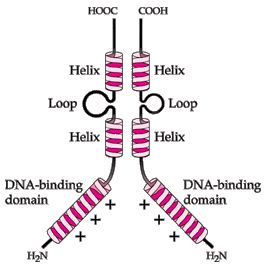 HOOC COOH
Helix Helix
Loop Loop
Helix Helix
DNA-binding domain
DNA-binding domain
+ + + +
+ + + +
H₂N H₂N